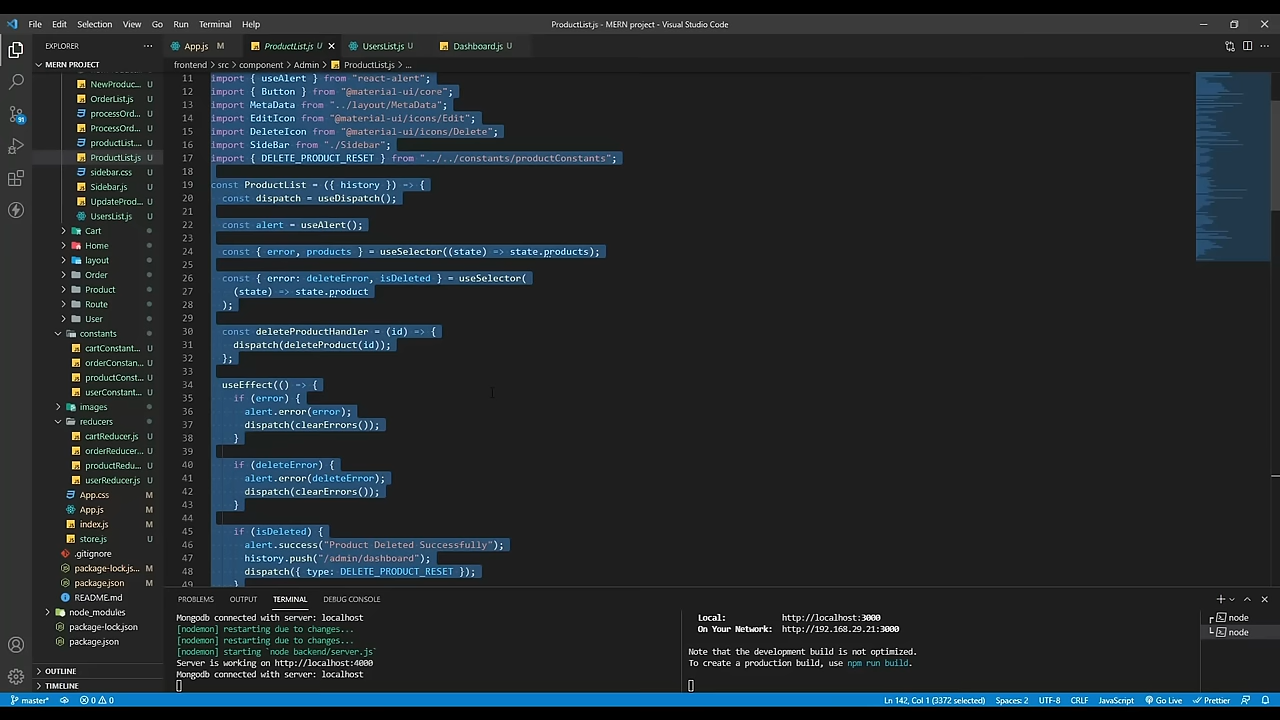 File Edit Selection View Go Run Terminal Help
ProductList.js - MERN project - Visual Studio Code
EXPLORER
App.js M
ProductList.js U
UsersList.js U
Dashboard.js U
MERN PROJECT
frontend > src > component > Admin > ProductList.js > ...
NewProduc... U
OrderList.js U
processOrd... U
ProcessOrd... U
productList.... U
ProductList.js U
sidebar.css U
Sidebar.js U
UpdateProd... U
UsersList.js U
Cart
Home
layout
Order
Product
Route
User
constants
cartConstant... U
orderConstan... U
productConst... U
userConstant... U
images
reducers
cartReducer.js U
orderReducer... U
productRedu... U
userReducer.js U
App.css M
App.js M
index.js M
store.js U
.gitignore
package-lock.js... M
package.json M
README.md
node_modules
package-lock.json
package.json
OUTLINE
TIMELINE
91
11 import { useAlert } from "react-alert";
12 import { Button } from "@material-ui/core";
13 import MetaData from "../layout/MetaData";
14 import EditIcon from "@material-ui/icons/Edit";
15 import DeleteIcon from "@material-ui/icons/Delete";
16 import SideBar from "./Sidebar";
17 import { DELETE_PRODUCT_RESET } from "../../constants/productConstants";
18
19 const ProductList = ({ history }) => {
20 const dispatch = useDispatch();
21
22 const alert = useAlert();
23
24 const { error, products } = useSelector((state) => state.products);
25
26 const { error: deleteError, isDeleted } = useSelector(
27 (state) => state.product
28 );
29
30 const deleteProductHandler = (id) => {
31 dispatch(deleteProduct(id));
32 };
33
34 useEffect(() => {
35 if (error) {
36 alert.error(error);
37 dispatch(clearErrors());
38 }
39
40 if (deleteError) {
41 alert.error(deleteError);
42 dispatch(clearErrors());
43 }
44
45 if (isDeleted) {
46 alert.success("Product Deleted Successfully");
47 history.push("/admin/dashboard");
48 dispatch({ type: DELETE_PRODUCT_RESET });
49 }
PROBLEMS OUTPUT TERMINAL DEBUG CONSOLE
Mongodb connected with server: localhost
[nodemon] restarting due to changes...
[nodemon] restarting due to changes...
[nodemon] starting `node backend/server.js`
Server is working on http://localhost:4000
Mongodb connected with server: localhost
Local: http://localhost:3000
On Your Network: http://192.168.29.21:3000
Note that the development build is not optimized.
To create a production build, use npm run build.
node
node
master* 0 0 Ln 142, Col 1 (3372 selected) Spaces: 2 UTF-8 CRLF JavaScript Go Live Prettier